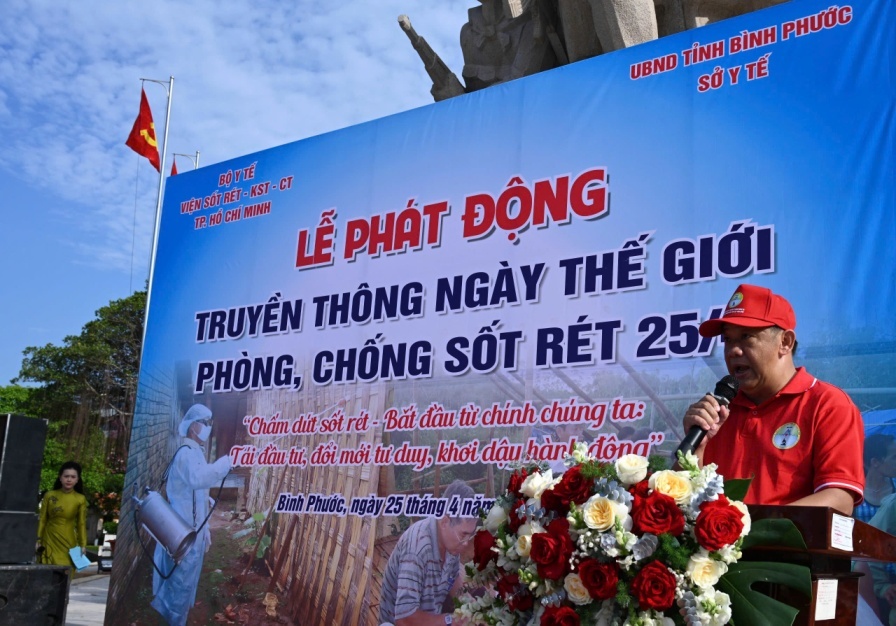 UBND TỈNH BÌNH PHƯỚC
SỞ Y TẾ
BỘ Y TẾ
VIỆN SỐT RÉT - KST - CT
TP. HỒ CHÍ MINH
LỄ PHÁT ĐỘNG
TRUYỀN THÔNG NGÀY THẾ GIỚI
PHÒNG, CHỐNG SỐT RÉT 25/
"Chấm dứt sốt rét - Bắt đầu từ chính chúng ta:
Tái đầu tư, đổi mới tư duy, khơi dậy hành động"
Bình Phước, ngày 25 tháng 4 năm